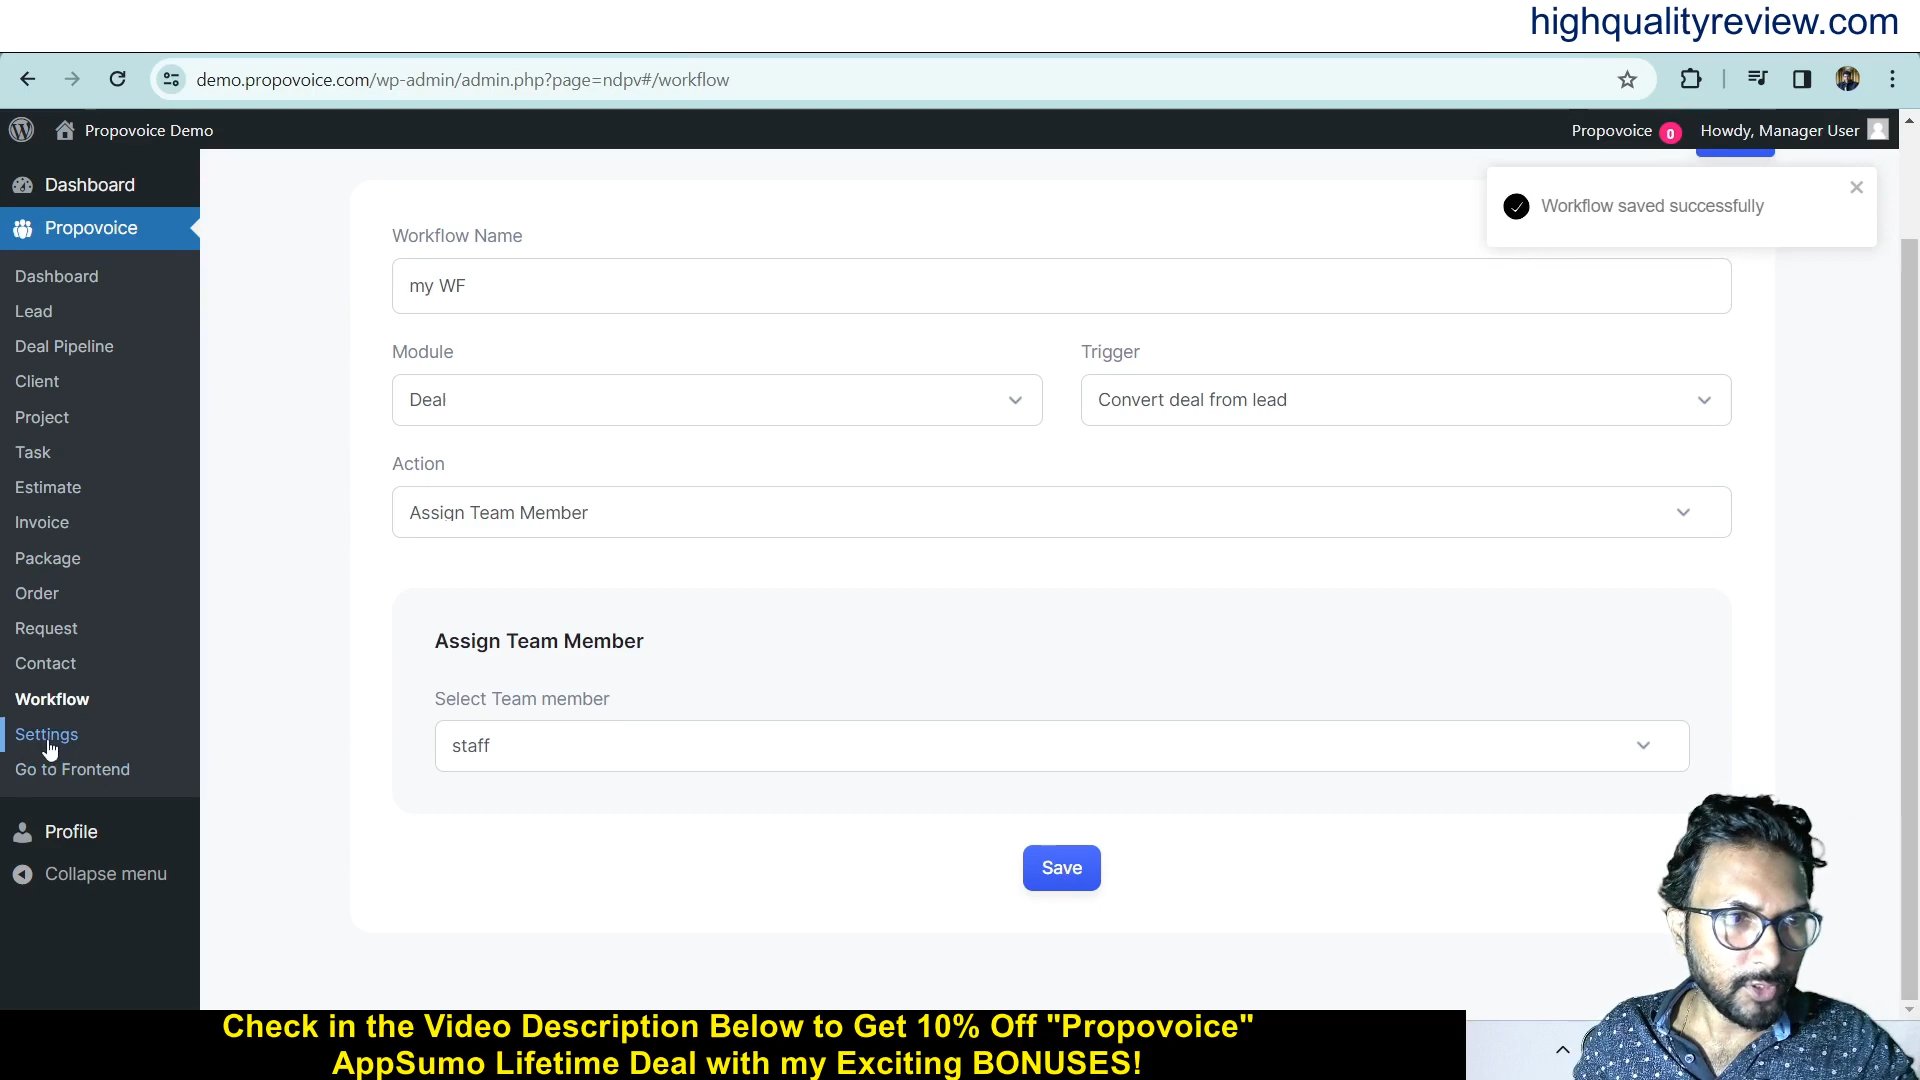 highqualityreview.com
demo.propovoice.com/wp-admin/admin.php?page=ndpv#/workflow
Propovoice Demo
Propovoice 0 Howdy, Manager User
Dashboard
Propovoice
Dashboard
Lead
Deal Pipeline
Client
Project
Task
Estimate
Invoice
Package
Order
Request
Contact
Workflow
Settings
Go to Frontend
Profile
Collapse menu
Workflow saved successfully
Workflow Name
my WF
Module
Trigger
Deal
Convert deal from lead
Action
Assign Team Member
Assign Team Member
Select Team member
staff
Save
Check in the Video Description Below to Get 10% Off "Propovoice"
AppSumo Lifetime Deal with my Exciting BONUSES!